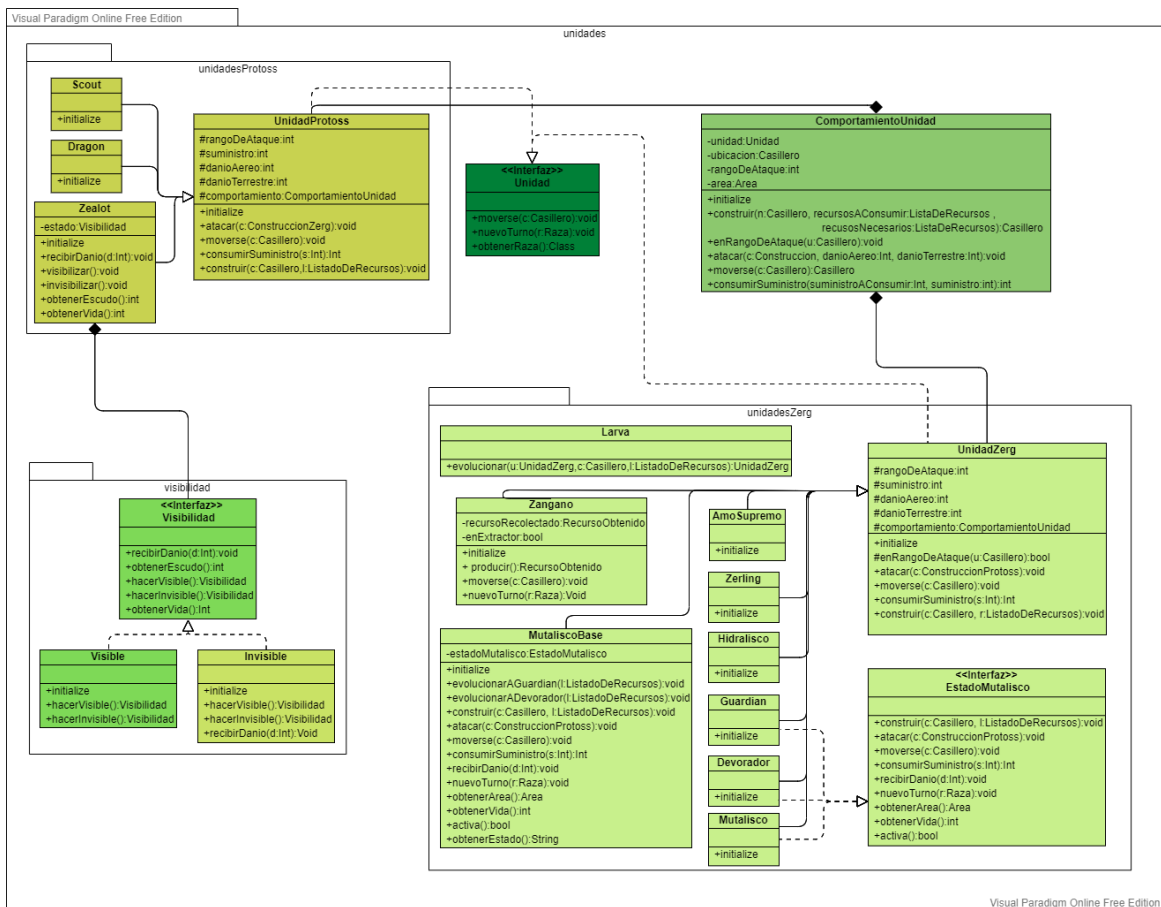 Visual Paradigm Online Free Edition
unidades
unidadesProtoss
Scout
+initialize
Dragon
+initialize
Zealot
-estado:Visibilidad
+initialize
+recibirDanio(d:Int):void
+visibilizar():void
+invisibilizar():void
+obtenerEscudo():int
+obtenerVida():int
UnidadProtoss
#rangoDeAtaque:int
#suministro:int
#danioAereo:int
#danioTerrestre:int
#comportamiento:ComportamientoUnidad
+initialize
+atacar(c:ConstruccionZerg):void
+moverse(c:Casillero):void
+consumirSuministro(s:Int):Int
+construir(c:Casillero,l:ListadoDeRecursos):void
<<Interfaz>>
Unidad
+moverse(c:Casillero):void
+nuevoTurno(r:Raza):void
+obtenerRaza():Class
ComportamientoUnidad
-unidad:Unidad
-ubicacion:Casillero
-rangoDeAtaque:int
-area:Area
+initialize
+construir(n:Casillero, recursosAConsumir:ListaDeRecursos ,
recusosNecesarios:ListaDeRecursos):Casillero
+enRangoDeAtaque(u:Casillero):void
+atacar(c:Construccion, danioAereo:Int, danioTerrestre:Int):void
+moverse(c:Casillero):Casillero
+consumirSuministro(suministroAConsumir:Int, suministro:int):int
visibilidad
<<Interfaz>>
Visibilidad
+recibirDanio(d:Int):void
+obtenerEscudo():int
+hacerVisible():Visibilidad
+hacerInvisible():Visibilidad
+obtenerVida():Int
Visible
+initialize
+hacerVisible():Visibilidad
+hacerInvisible():Visibilidad
Invisible
+initialize
+hacerVisible():Visibilidad
+hacerInvisible():Visibilidad
+recibirDanio(d:Int):Void
unidadesZerg
Larva
+evolucionar(u:UnidadZerg,c:Casillero,l:ListadoDeRecursos):UnidadZerg
Zangano
-recursoRecolectado:RecursoObtenido
-enExtractor:bool
+initialize
+ producir():RecursoObtenido
+moverse(c:Casillero):void
+nuevoTurno(r:Raza):Void
MutaliscoBase
-estadoMutalisco:EstadoMutalisco
+initialize
+evolucionarAGuardian(l:ListadoDeRecursos):void
+evolucionarADevorador(l:ListadoDeRecursos):void
+construir(c:Casillero, l:ListadoDeRecursos):void
+atacar(c:ConstruccionProtoss):void
+moverse(c:Casillero):void
+consumirSuministro(s:Int):Int
+recibirDanio(d:Int):void
+nuevoTurno(r:Raza):void
+obtenerArea():Area
+obtenerVida():int
+activa():bool
+obtenerEstado():String
AmoSupremo
+initialize
Zerling
+initialize
Hidralisco
+initialize
Guardian
+initialize
Devorador
+initialize
Mutalisco
+initialize
UnidadZerg
#rangoDeAtaque:int
#suministro:int
#danioAereo:int
#danioTerrestre:int
#comportamiento:ComportamientoUnidad
+initialize
#enRangoDeAtaque(u:Casillero):bool
+atacar(c:ConstruccionProtoss):void
+moverse(c:Casillero):void
+consumirSuministro(s:Int):Int
+construir(c:Casillero, r:ListadoDeRecursos):void
<<Interfaz>>
EstadoMutalisco
+construir(c:Casillero, l:ListadoDeRecursos):void
+atacar(c:ConstruccionProtoss):void
+moverse(c:Casillero):void
+consumirSuministro(s:Int):Int
+recibirDanio(d:Int):void
+nuevoTurno(r:Raza):void
+obtenerArea():Area
+obtenerVida():int
+activa():bool
Visual Paradigm Online Free Edition